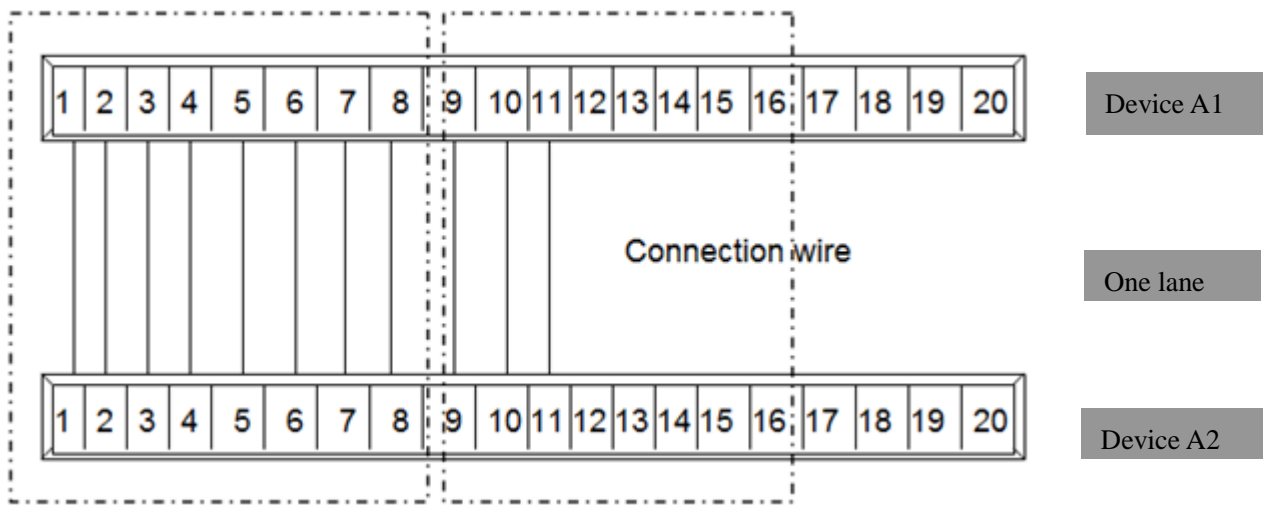 1 2 3 4 5 6 7 8 9 10 11 12 13 14 15 16 17 18 19 20
Device A1
Connection wire
One lane
1 2 3 4 5 6 7 8 9 10 11 12 13 14 15 16 17 18 19 20
Device A2